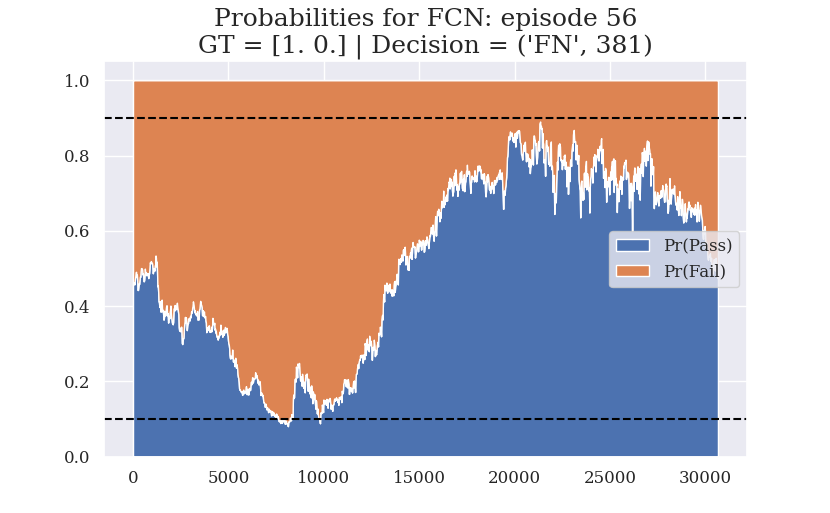 Probabilities for FCN: episode 56
GT = [1. 0.] | Decision = ('FN', 381)
1.0
0.8
0.6
0.4
0.2
0.0
Pr(Pass)
Pr(Fail)
0 5000 10000 15000 20000 25000 30000